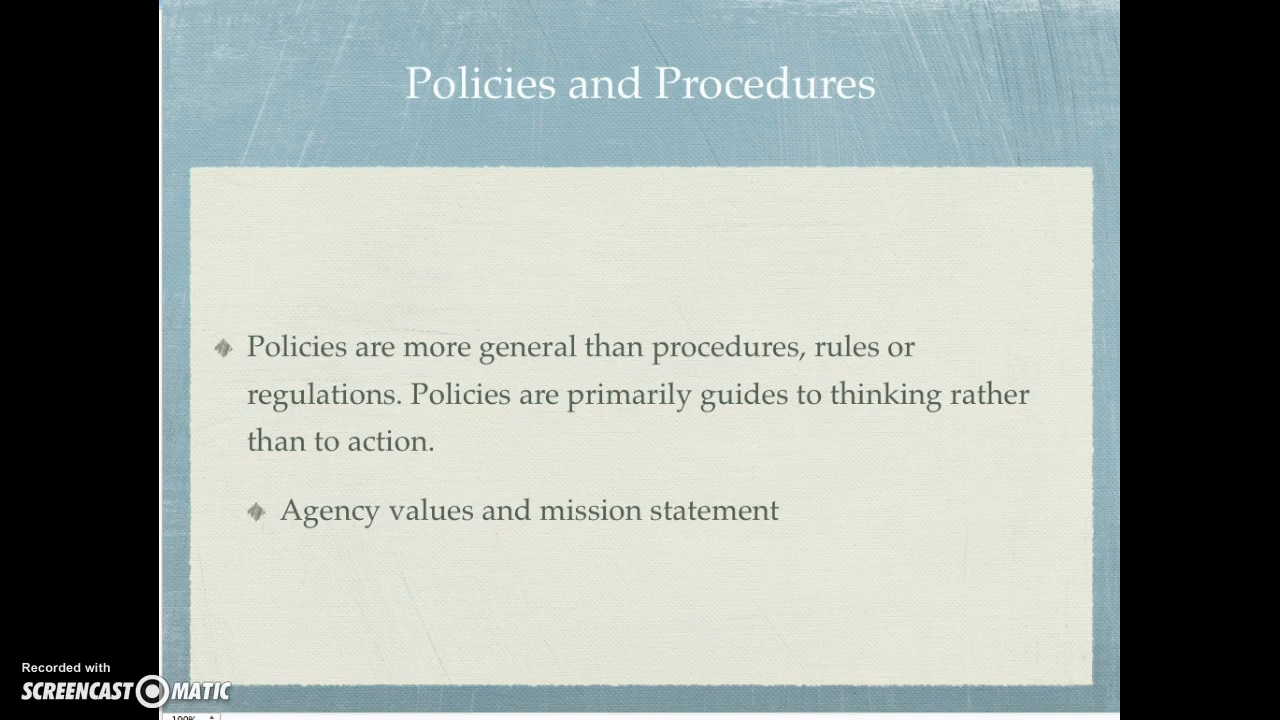 Policies and Procedures
Policies are more general than procedures, rules or
regulations. Policies are primarily guides to thinking rather
than to action.
Agency values and mission statement
Recorded with
SCREENCAST MATIC
100%